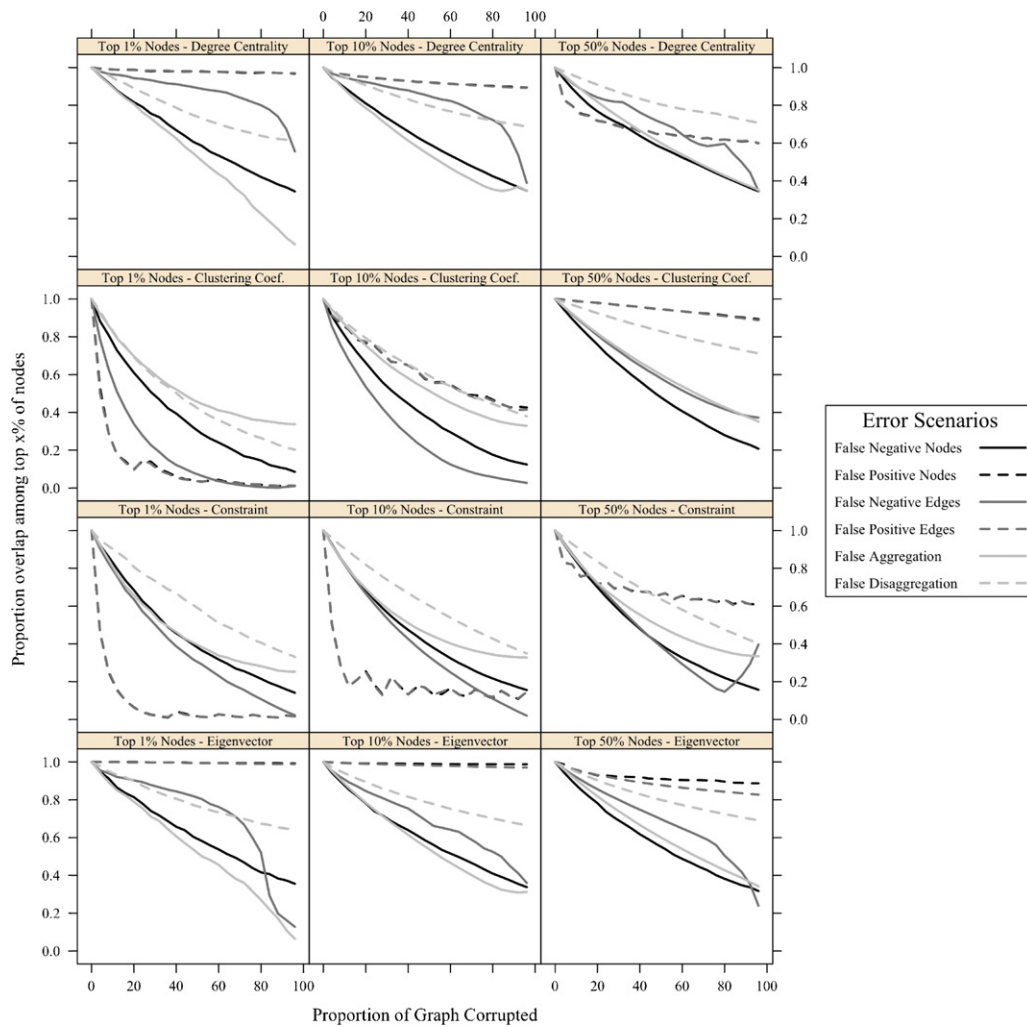 0 20 40 60 80 100
Top 1% Nodes - Degree Centrality
Top 10% Nodes - Degree Centrality
Top 50% Nodes - Degree Centrality
1.0
0.8
0.6
0.4
0.2
0.0
Top 1% Nodes - Clustering Coef.
Top 10% Nodes - Clustering Coef.
Top 50% Nodes - Clustering Coef.
1.0
0.8
0.6
0.4
0.2
0.0
Top 1% Nodes - Constraint
Top 10% Nodes - Constraint
Top 50% Nodes - Constraint
1.0
0.8
0.6
0.4
0.2
0.0
Top 1% Nodes - Eigenvector
Top 10% Nodes - Eigenvector
Top 50% Nodes - Eigenvector
1.0
0.8
0.6
0.4
0.2
0.0
0 20 40 60 80 100
0 20 40 60 80 100
Proportion overlap among top x% of nodes
Proportion of Graph Corrupted
Error Scenarios
False Negative Nodes
False Positive Nodes
False Negative Edges
False Positive Edges
False Aggregation
False Disaggregation